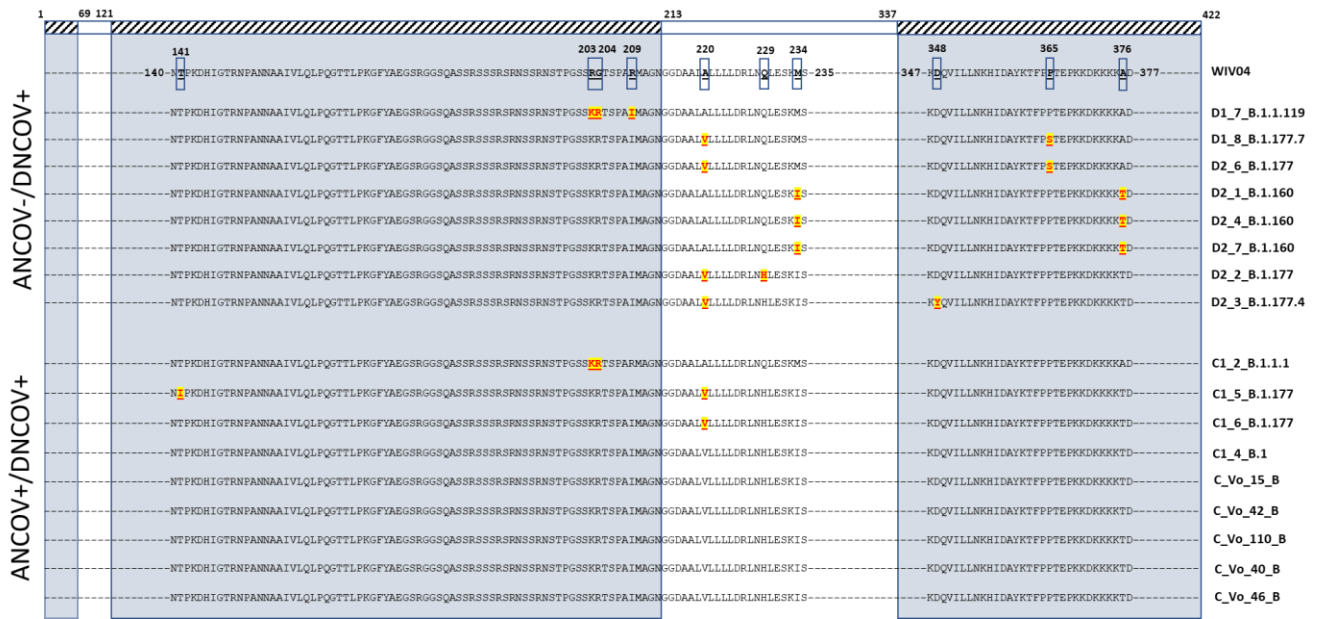 1 69 121 213 337 422
141 203 204 209 220 229 234 348 365 376
140 NTPKDHIGTRNPANNAAIVLQLPQGTTLPKGFYAEGSRGGSQASSRSSSRSRNSSRNSTPGSSRGTSPARMAGNGGDAALALLLLDRLNQLESKMS 235 347 KDQVILLNKHIDAYKTFPPTEPKKDKKKKAD 377 WIV04
ANCOV-/DNCOV+
NTPKDHIGTRNPANNAAIVLQLPQGTTLPKGFYAEGSRGGSQASSRSSSRSRNSSRNSTPGSSKRTSPAIMAGNGGDAALALLLLDRLNQLESKMS KDQVILLNKHIDAYKTFPPTEPKKDKKKKAD D1_7_B.1.1.119
NTPKDHIGTRNPANNAAIVLQLPQGTTLPKGFYAEGSRGGSQASSRSSSRSRNSSRNSTPGSSKRTSPAIMAGNGGDAALVLLLLDRLNQLESKMS KDQVILLNKHIDAYKTFPSTEPKKDKKKKAD D1_8_B.1.177.7
NTPKDHIGTRNPANNAAIVLQLPQGTTLPKGFYAEGSRGGSQASSRSSSRSRNSSRNSTPGSSKRTSPAIMAGNGGDAALVLLLLDRLNQLESKMS KDQVILLNKHIDAYKTFPSTEPKKDKKKKAD D2_6_B.1.177
NTPKDHIGTRNPANNAAIVLQLPQGTTLPKGFYAEGSRGGSQASSRSSSRSRNSSRNSTPGSSKRTSPAIMAGNGGDAALALLLLDRLNQLESKIS KDQVILLNKHIDAYKTFPPTEPKKDKKKKTD D2_1_B.1.160
NTPKDHIGTRNPANNAAIVLQLPQGTTLPKGFYAEGSRGGSQASSRSSSRSRNSSRNSTPGSSKRTSPAIMAGNGGDAALALLLLDRLNQLESKIS KDQVILLNKHIDAYKTFPPTEPKKDKKKKTD D2_4_B.1.160
NTPKDHIGTRNPANNAAIVLQLPQGTTLPKGFYAEGSRGGSQASSRSSSRSRNSSRNSTPGSSKRTSPAIMAGNGGDAALALLLLDRLNQLESKIS KDQVILLNKHIDAYKTFPPTEPKKDKKKKTD D2_7_B.1.160
NTPKDHIGTRNPANNAAIVLQLPQGTTLPKGFYAEGSRGGSQASSRSSSRSRNSSRNSTPGSSKRTSPAIMAGNGGDAALVLLLLDRLNHLESKIS KDQVILLNKHIDAYKTFPPTEPKKDKKKKTD D2_2_B.1.177
NTPKDHIGTRNPANNAAIVLQLPQGTTLPKGFYAEGSRGGSQASSRSSSRSRNSSRNSTPGSSKRTSPAIMAGNGGDAALVLLLLDRLNHLESKIS KYQVILLNKHIDAYKTFPPTEPKKDKKKKTD D2_3_B.1.177.4
ANCOV+/DNCOV+
NTPKDHIGTRNPANNAAIVLQLPQGTTLPKGFYAEGSRGGSQASSRSSSRSRNSSRNSTPGSSKRTSPARMAGNGGDAALALLLLDRLNQLESKMS KDQVILLNKHIDAYKTFPPTEPKKDKKKKAD C1_2_B.1.1.1
NIPKDHIGTRNPANNAAIVLQLPQGTTLPKGFYAEGSRGGSQASSRSSSRSRNSSRNSTPGSSKRTSPAIMAGNGGDAALVLLLLDRLNHLESKIS KDQVILLNKHIDAYKTFPPTEPKKDKKKKTD C1_5_B.1.177
NTPKDHIGTRNPANNAAIVLQLPQGTTLPKGFYAEGSRGGSQASSRSSSRSRNSSRNSTPGSSKRTSPAIMAGNGGDAALVLLLLDRLNHLESKIS KDQVILLNKHIDAYKTFPPTEPKKDKKKKTD C1_6_B.1.177
NTPKDHIGTRNPANNAAIVLQLPQGTTLPKGFYAEGSRGGSQASSRSSSRSRNSSRNSTPGSSKRTSPAIMAGNGGDAALVLLLLDRLNHLESKIS KDQVILLNKHIDAYKTFPPTEPKKDKKKKTD C1_4_B.1
NTPKDHIGTRNPANNAAIVLQLPQGTTLPKGFYAEGSRGGSQASSRSSSRSRNSSRNSTPGSSKRTSPAIMAGNGGDAALVLLLLDRLNHLESKIS KDQVILLNKHIDAYKTFPPTEPKKDKKKKTD C_Vo_15_B
NTPKDHIGTRNPANNAAIVLQLPQGTTLPKGFYAEGSRGGSQASSRSSSRSRNSSRNSTPGSSKRTSPAIMAGNGGDAALVLLLLDRLNHLESKIS KDQVILLNKHIDAYKTFPPTEPKKDKKKKTD C_Vo_42_B
NTPKDHIGTRNPANNAAIVLQLPQGTTLPKGFYAEGSRGGSQASSRSSSRSRNSSRNSTPGSSKRTSPAIMAGNGGDAALVLLLLDRLNHLESKIS KDQVILLNKHIDAYKTFPPTEPKKDKKKKTD C_Vo_110_B
NTPKDHIGTRNPANNAAIVLQLPQGTTLPKGFYAEGSRGGSQASSRSSSRSRNSSRNSTPGSSKRTSPAIMAGNGGDAALVLLLLDRLNHLESKIS KDQVILLNKHIDAYKTFPPTEPKKDKKKKTD C_Vo_40_B
NTPKDHIGTRNPANNAAIVLQLPQGTTLPKGFYAEGSRGGSQASSRSSSRSRNSSRNSTPGSSKRTSPAIMAGNGGDAALVLLLLDRLNHLESKIS KDQVILLNKHIDAYKTFPPTEPKKDKKKKTD C_Vo_46_B